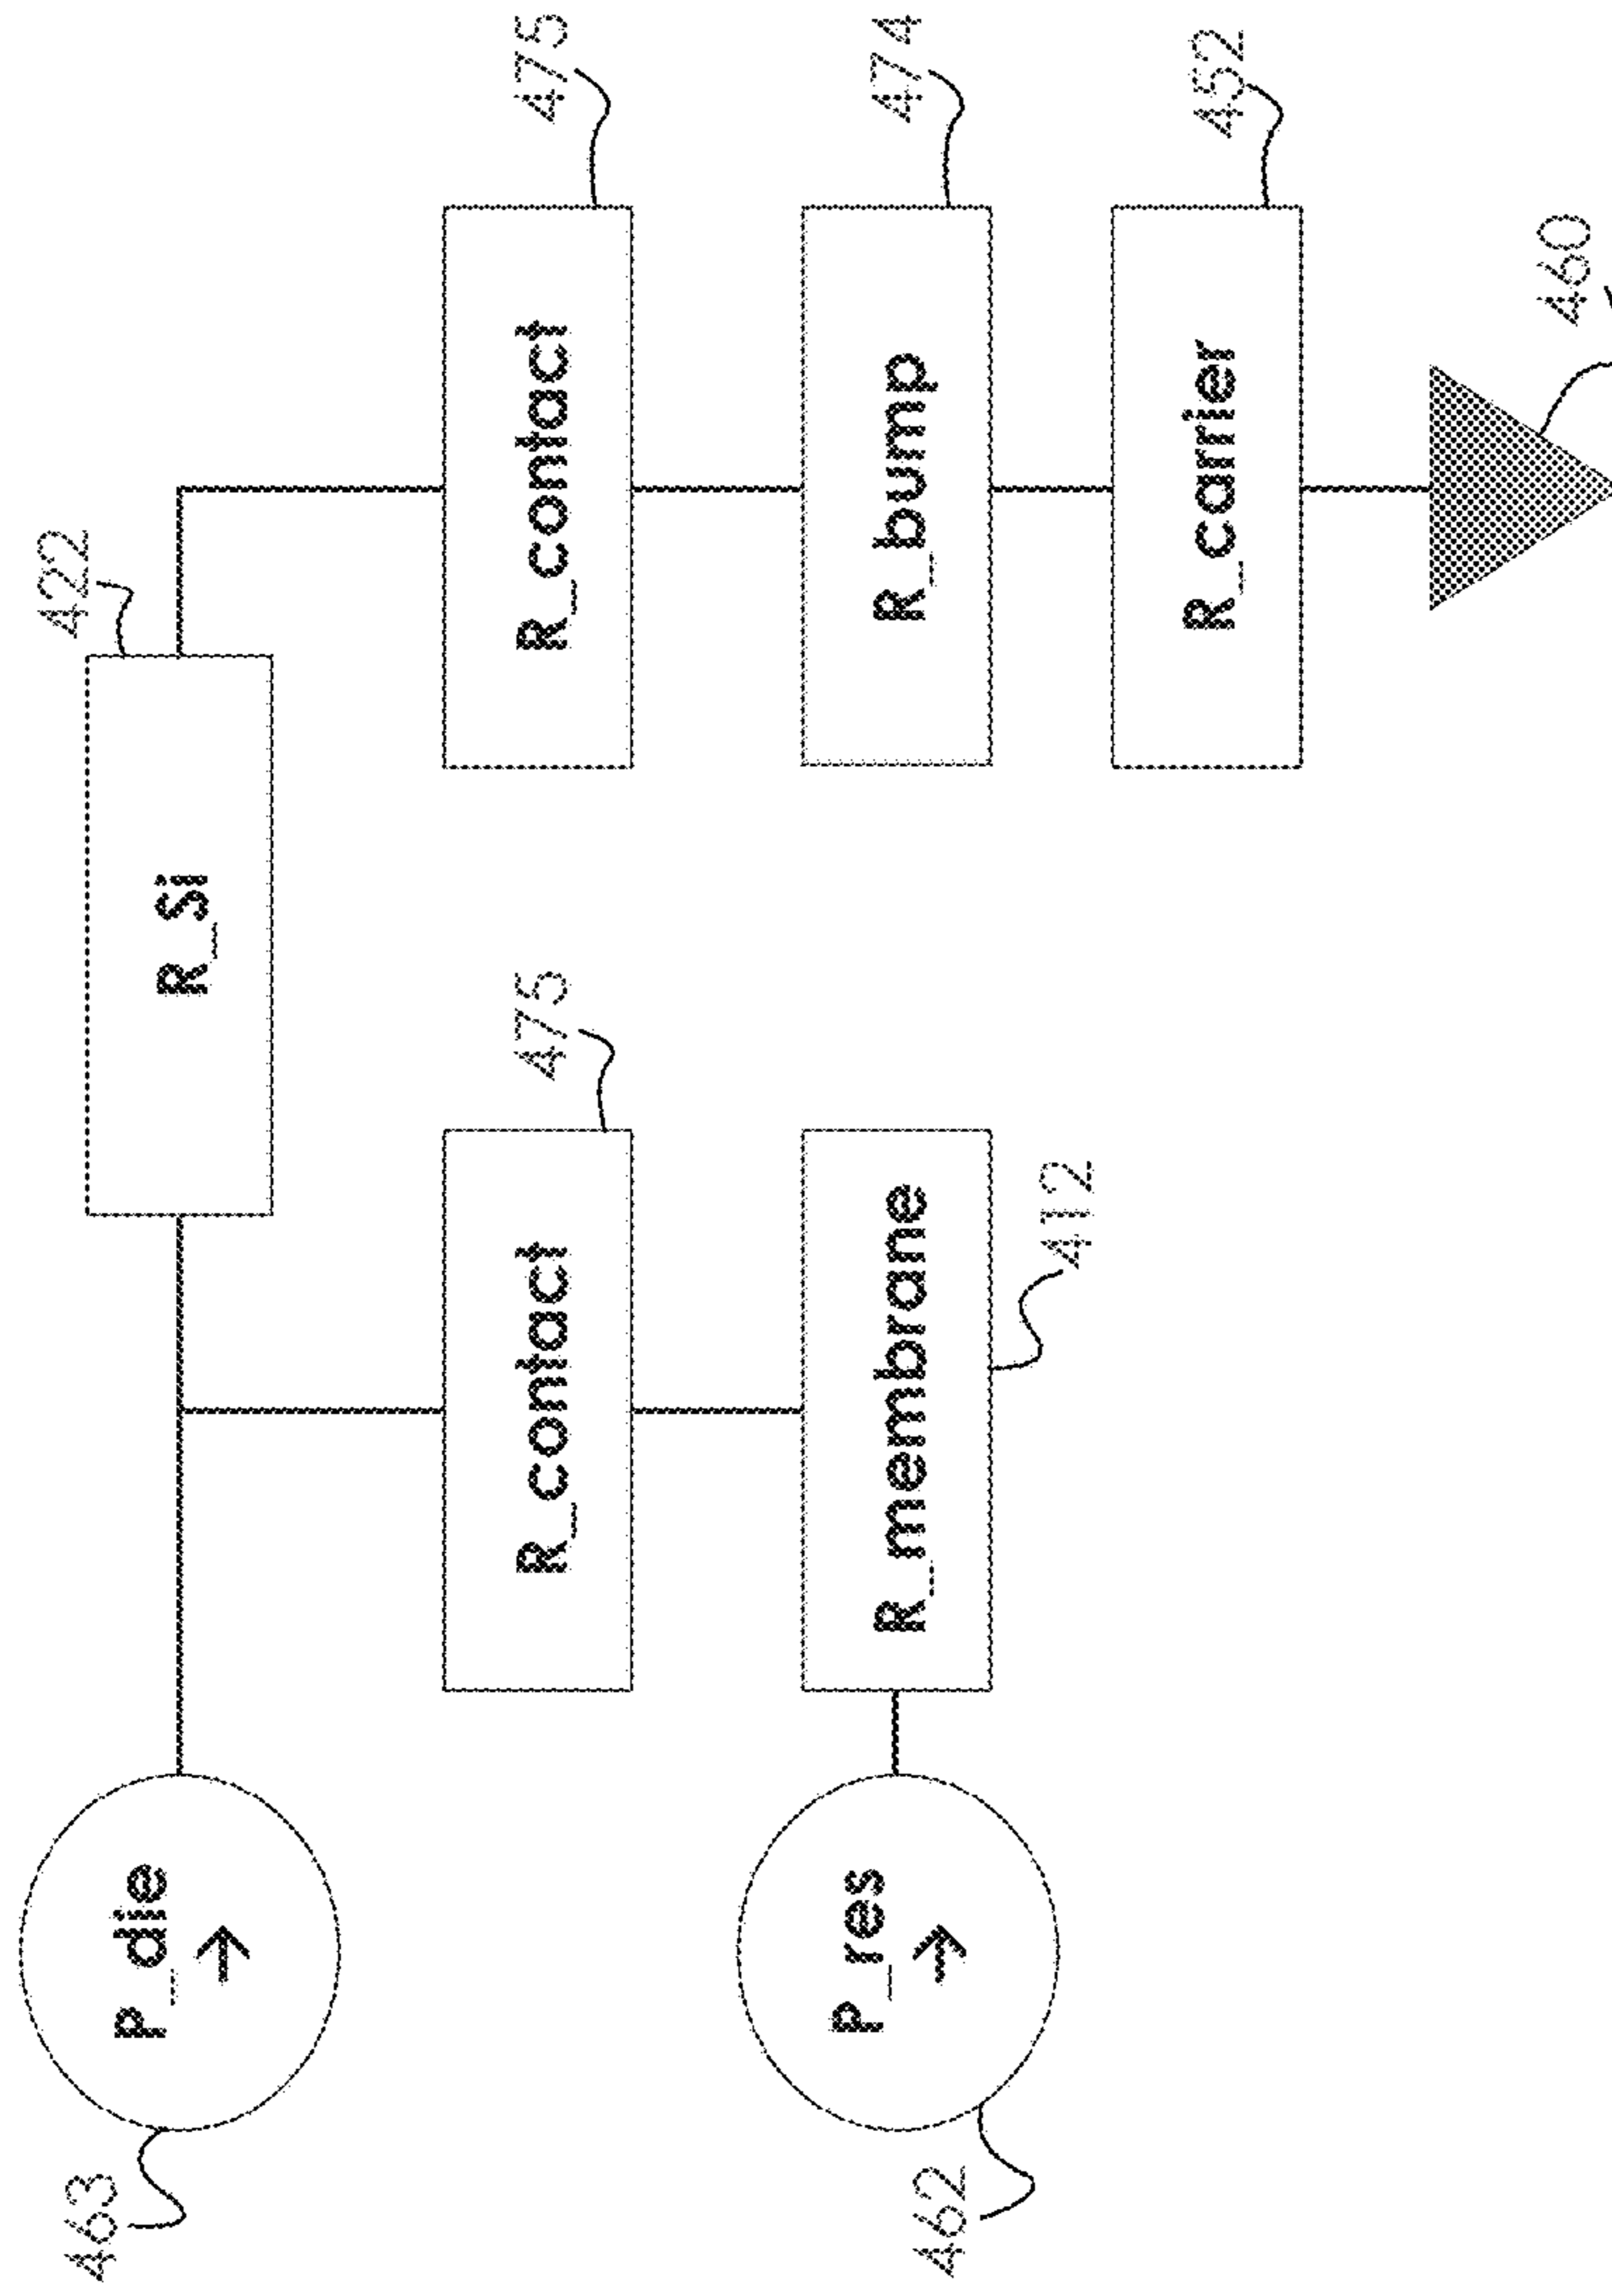 463
P_die
422
R_Si
475
R_contact
475
R_contact
462
P_res
R_membrane
412
474
R_bump
452
R_carrier
460